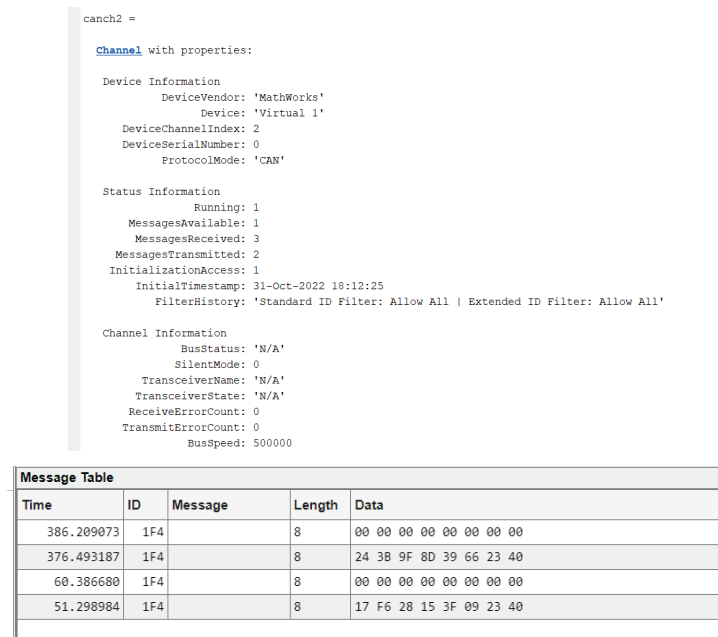 canch2 =
Channel with properties:
Device Information
DeviceVendor: 'MathWorks'
Device: 'Virtual 1'
DeviceChannelIndex: 2
DeviceSerialNumber: 0
ProtocolMode: 'CAN'
Status Information
Running: 1
MessagesAvailable: 1
MessagesReceived: 3
MessagesTransmitted: 2
InitializationAccess: 1
InitialTimestamp: 31-Oct-2022 18:12:25
FilterHistory: 'Standard ID Filter: Allow All | Extended ID Filter: Allow All'
Channel Information
BusStatus: 'N/A'
SilentMode: 0
TransceiverName: 'N/A'
TransceiverState: 'N/A'
ReceiveErrorCount: 0
TransmitErrorCount: 0
BusSpeed: 500000
Message Table
Time ID Message Length Data
386.209073 1F4 8 00 00 00 00 00 00 00 00
376.493187 1F4 8 24 3B 9F 8D 39 66 23 40
60.386680 1F4 8 00 00 00 00 00 00 00 00
51.298984 1F4 8 17 F6 28 15 3F 09 23 40